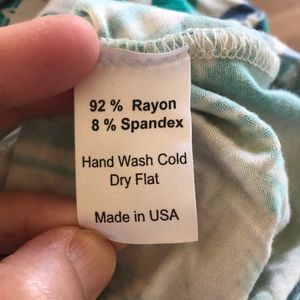 92 % Rayon
8 % Spandex
Hand Wash Cold
Dry Flat
Made in USA